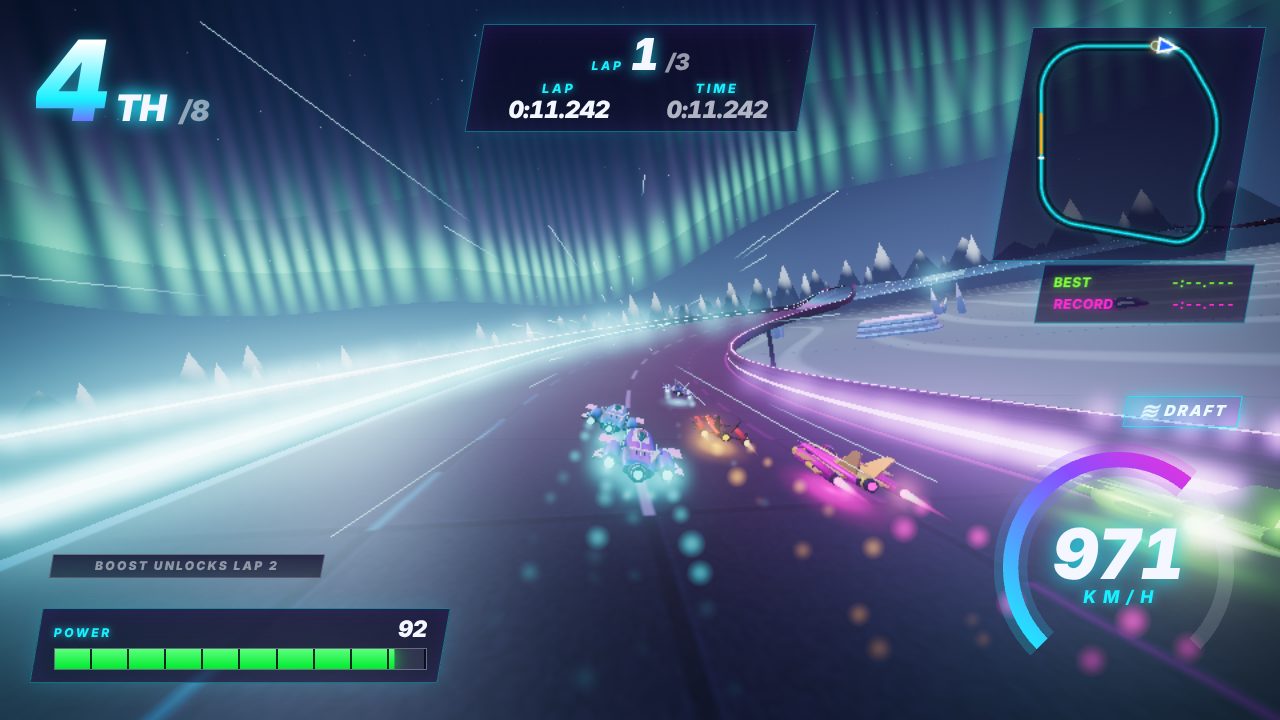 4TH /8
LAP 1 /3
LAP TIME
0:11.242 0:11.242
BEST -:--.---
RECORD -:--.---
DRAFT
971
KM/H
BOOST UNLOCKS LAP 2
POWER 92